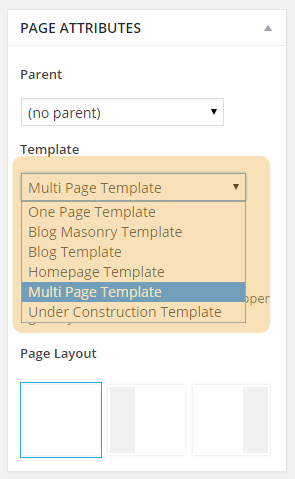 PAGE ATTRIBUTES
Parent
(no parent)
Template
Multi Page Template
One Page Template
Blog Masonry Template
Blog Template
Homepage Template
Multi Page Template
oper
Under Construction Template
Page Layout